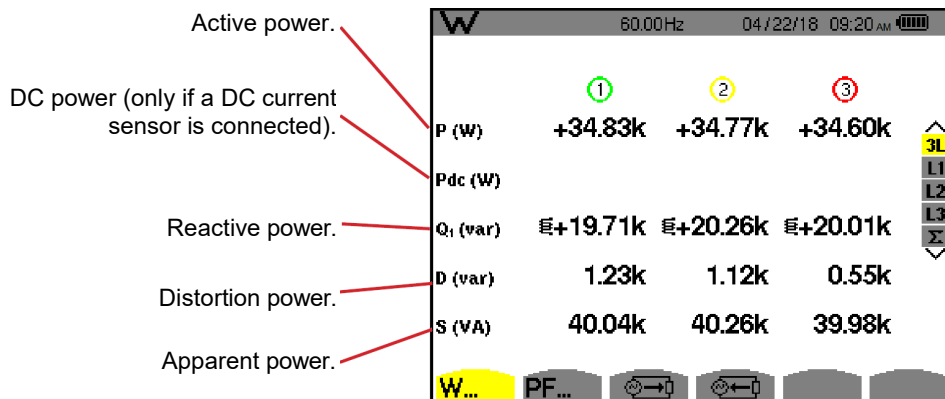 Active power.
DC power (only if a DC current
sensor is connected).
Reactive power.
Distortion power.
Apparent power.
W 60.00Hz 04/22/18 09:20 AM
1 2 3
P (W) +34.83k +34.77k +34.60k
Pdc (W)
Q₁ (var) +19.71k +20.26k +20.01k
D (var) 1.23k 1.12k 0.55k
S (VA) 40.04k 40.26k 39.98k
3L
L1
L2
L3
Σ
W... PF...